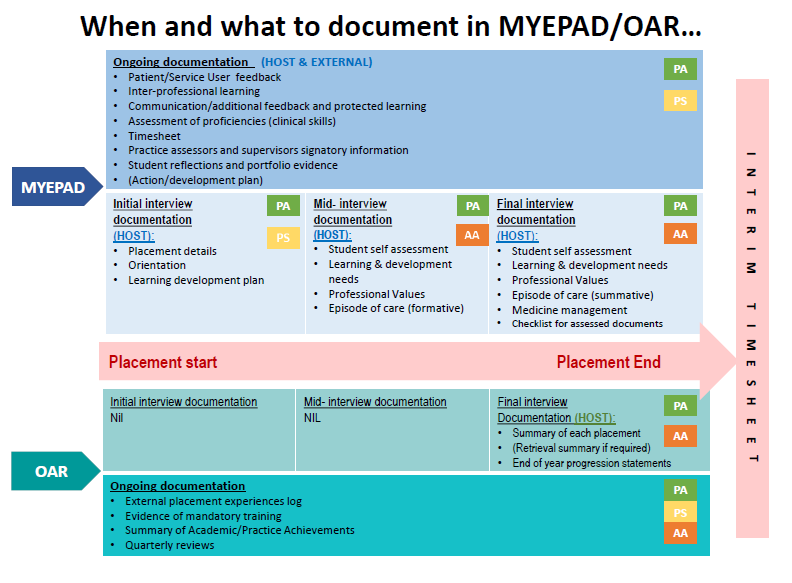 When and what to document in MYEPAD/OAR…
Ongoing documentation (HOST & EXTERNAL)
• Patient/Service User feedback
• Inter-professional learning
• Communication/additional feedback and protected learning
• Assessment of proficiencies (clinical skills)
• Timesheet
• Practice assessors and supervisors signatory information
• Student reflections and portfolio evidence
• (Action/development plan)
PA
PS
MYEPAD
Initial interview
documentation
(HOST):
• Placement details
• Orientation
• Learning development plan
PA
PS
Mid- interview
documentation
(HOST):
• Student self assessment
• Learning & development
needs
• Professional Values
• Episode of care (formative)
PA
AA
Final interview
documentation
(HOST):
• Student self assessment
• Learning & development needs
• Professional Values
• Episode of care (summative)
• Medicine management
• Checklist for assessed documents
PA
AA
Placement start
Placement End
INTERIM TIMESHEET
Initial interview documentation
Nil
Mid- interview documentation
NIL
Final interview
Documentation (HOST):
• Summary of each placement
• (Retrieval summary if required)
• End of year progression statements
PA
AA
OAR
Ongoing documentation
• External placement experiences log
• Evidence of mandatory training
• Summary of Academic/Practice Achievements
• Quarterly reviews
PA
PS
AA